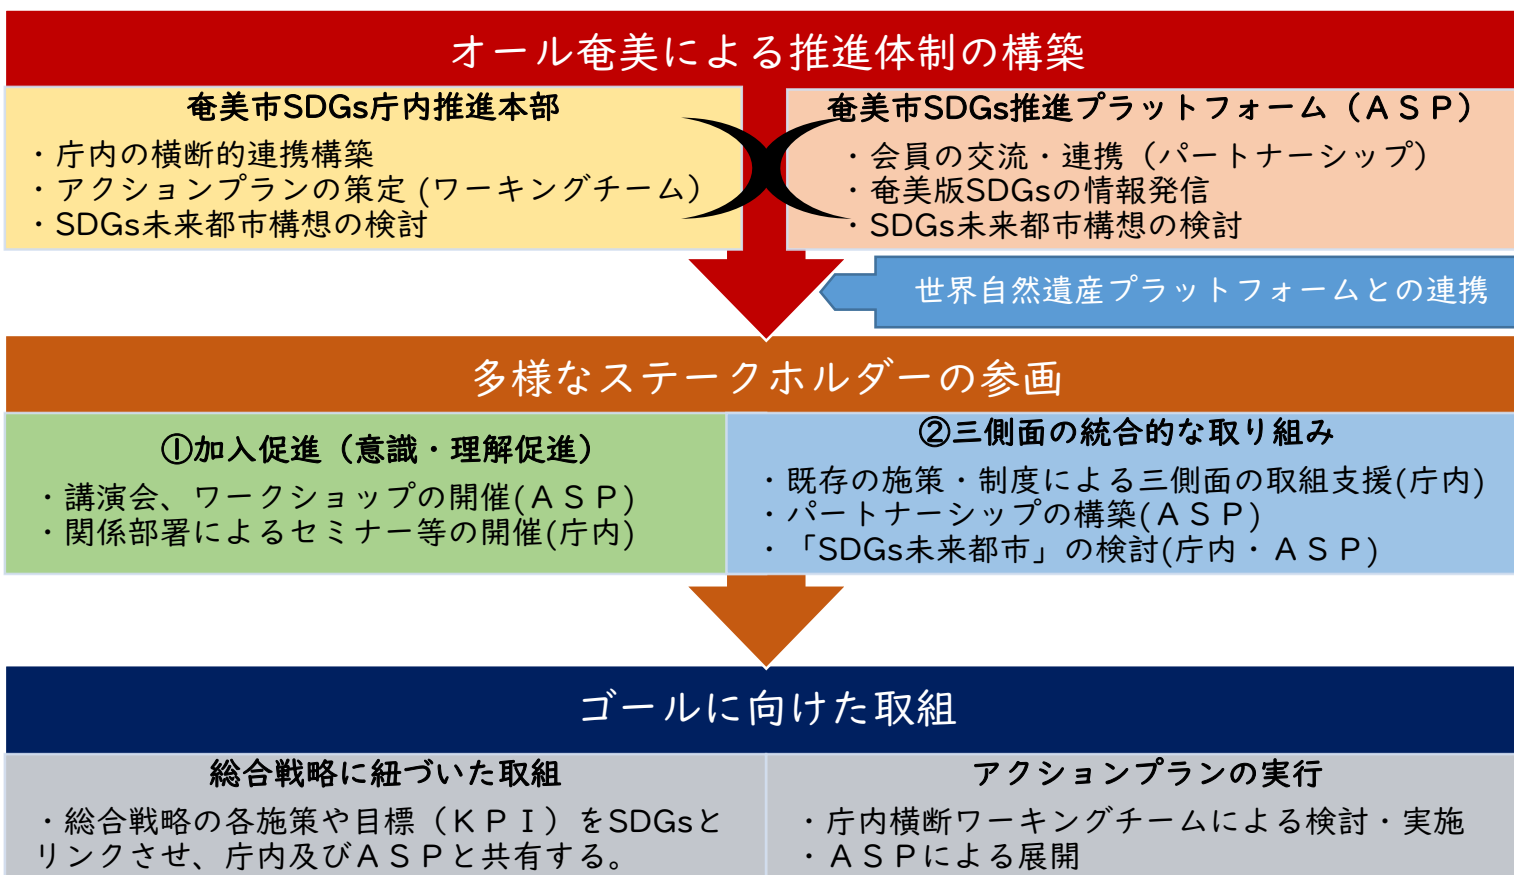 オール奄美による推進体制の構築
奄美市SDGs庁内推進本部
・庁内の横断的連携構築
・アクションプランの策定 (ワーキングチーム）
・SDGs未来都市構想の検討
奄美市SDGs推進プラットフォーム（ＡＳＰ）
・会員の交流・連携（パートナーシップ）
・奄美版SDGsの情報発信
・SDGs未来都市構想の検討
世界自然遺産プラットフォームとの連携
多様なステークホルダーの参画
①加入促進（意識・理解促進）
・講演会、ワークショップの開催(ＡＳＰ)
・関係部署によるセミナー等の開催(庁内)
②三側面の統合的な取り組み
・既存の施策・制度による三側面の取組支援(庁内)
・パートナーシップの構築(ＡＳＰ)
・「SDGs未来都市」の検討(庁内・ＡＳＰ)
ゴールに向けた取組
総合戦略に紐づいた取組
・総合戦略の各施策や目標（ＫＰＩ）をSDGsと
リンクさせ、庁内及びＡＳＰと共有する。
アクションプランの実行
・庁内横断ワーキングチームによる検討・実施
・ＡＳＰによる展開